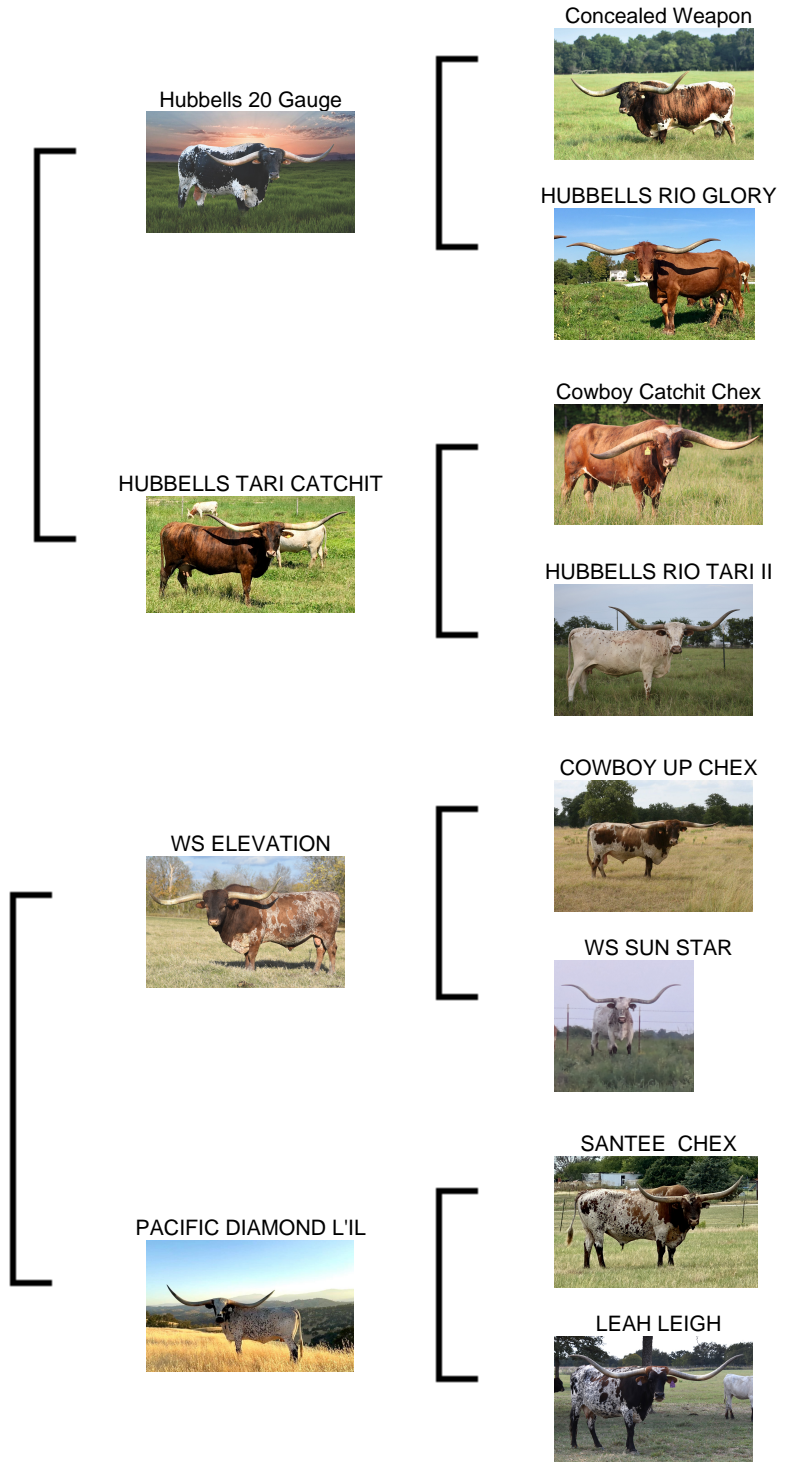 Concealed Weapon
Hubbells 20 Gauge
HUBBELLS RIO GLORY
Cowboy Catchit Chex
HUBBELLS TARI CATCHIT
HUBBELLS RIO TARI II
COWBOY UP CHEX
WS ELEVATION
WS SUN STAR
SANTEE  CHEX
PACIFIC DIAMOND L'IL
LEAH LEIGH